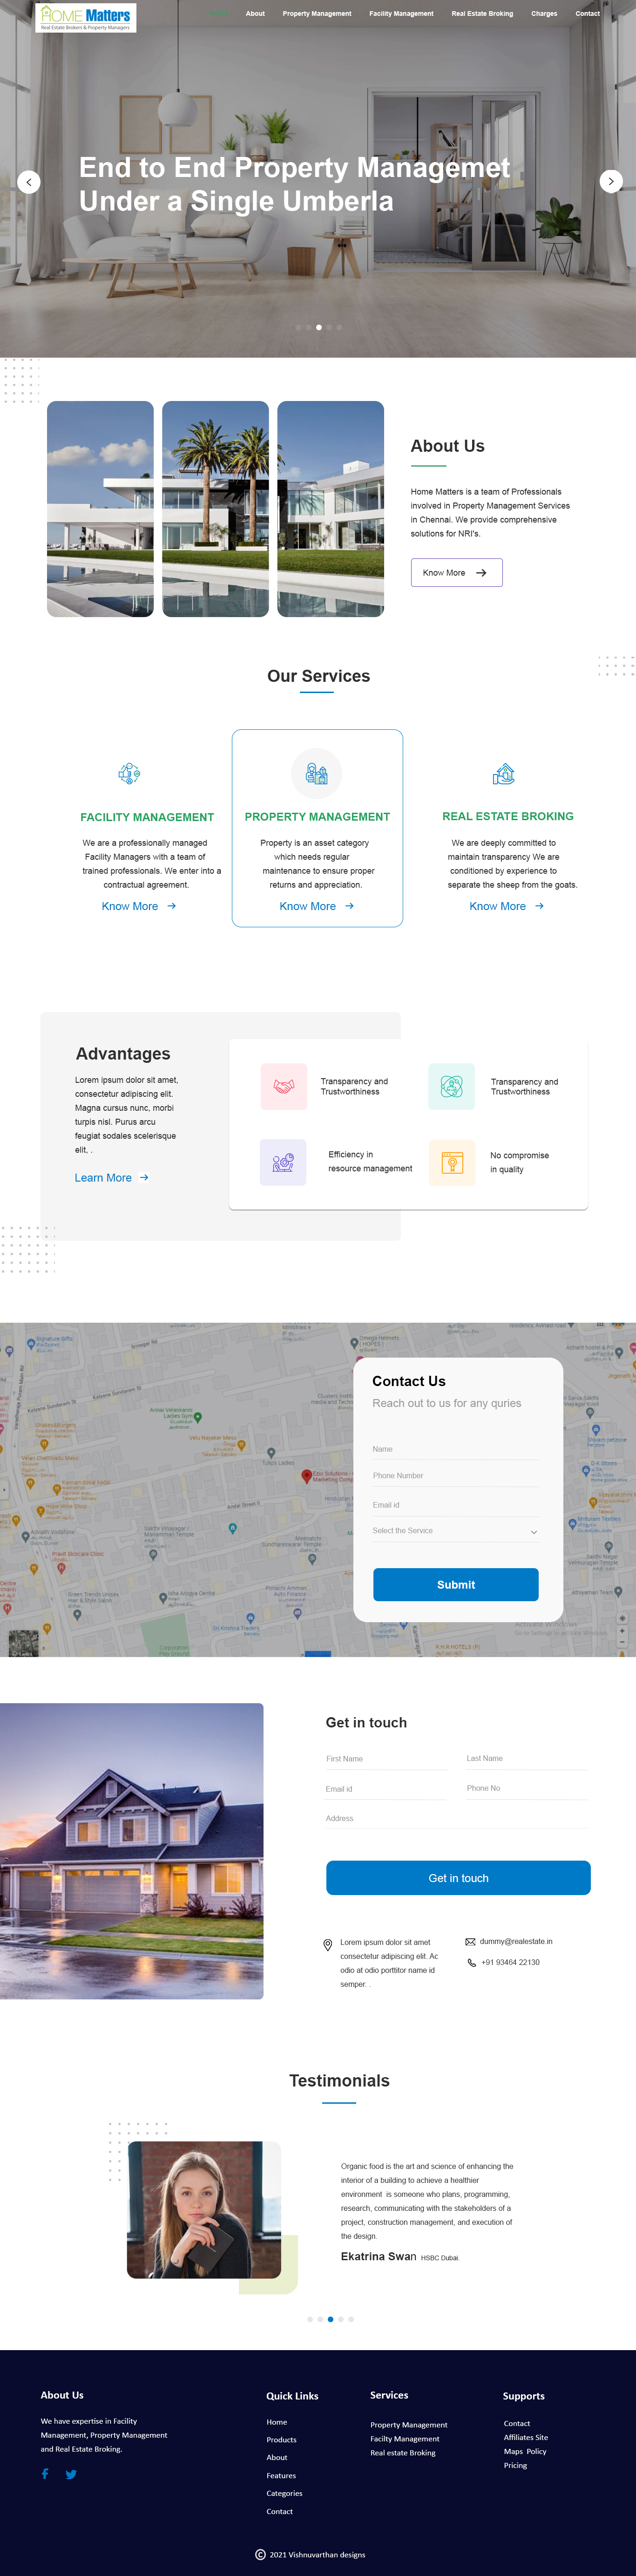 HOME Matters
Real Estate Brokers & Property Managers
About
Property Management
Facility Management
Real Estate Broking
Charges
Contact
End to End Property Managemet
Under a Single Umberla
About Us
Home Matters is a team of Professionals
involved in Property Management Services
in Chennai. We provide comprehensive
solutions for NRI's.
Know More
Our Services
FACILITY MANAGEMENT
We are a professionally managed
Facility Managers with a team of
trained professionals. We enter into a
contractual agreement.
Know More
PROPERTY MANAGEMENT
Property is an asset category
which needs regular
maintenance to ensure proper
returns and appreciation.
Know More
REAL ESTATE BROKING
We are deeply committed to
maintain transparency We are
conditioned by experience to
separate the sheep from the goats.
Know More
Advantages
Lorem ipsum dolor sit amet,
consectetur adipiscing elit.
Magna cursus nunc, morbi
turpis nisl. Purus arcu
feugiat sodales scelerisque
elit, .
Learn More
Transparency and
Trustworthiness
Transparency and
Trustworthiness
Efficiency in
resource management
No compromise
in quality
Contact Us
Reach out to us for any quries
Name
Phone Number
Email id
Select the Service
Submit
Get in touch
First Name
Last Name
Email id
Phone No
Address
Get in touch
Lorem ipsum dolor sit amet
consectetur adipiscing elit. Ac
odio at odio porttitor name id
semper. .
dummy@realestate.in
+91 93464 22130
Testimonials
Organic food is the art and science of enhancing the
interior of a building to achieve a healthier
environment is someone who plans, programming,
research, communicating with the stakeholders of a
project, construction management, and execution of
the design.
Ekatrina Swan HSBC Dubai.
About Us
We have expertise in Facility
Management, Property Management
and Real Estate Broking.
Quick Links
Home
Products
About
Features
Categories
Contact
Services
Property Management
Facilty Management
Real estate Broking
Supports
Contact
Affiliates Site
Maps Policy
Pricing
© 2021 Vishnuvarthan designs